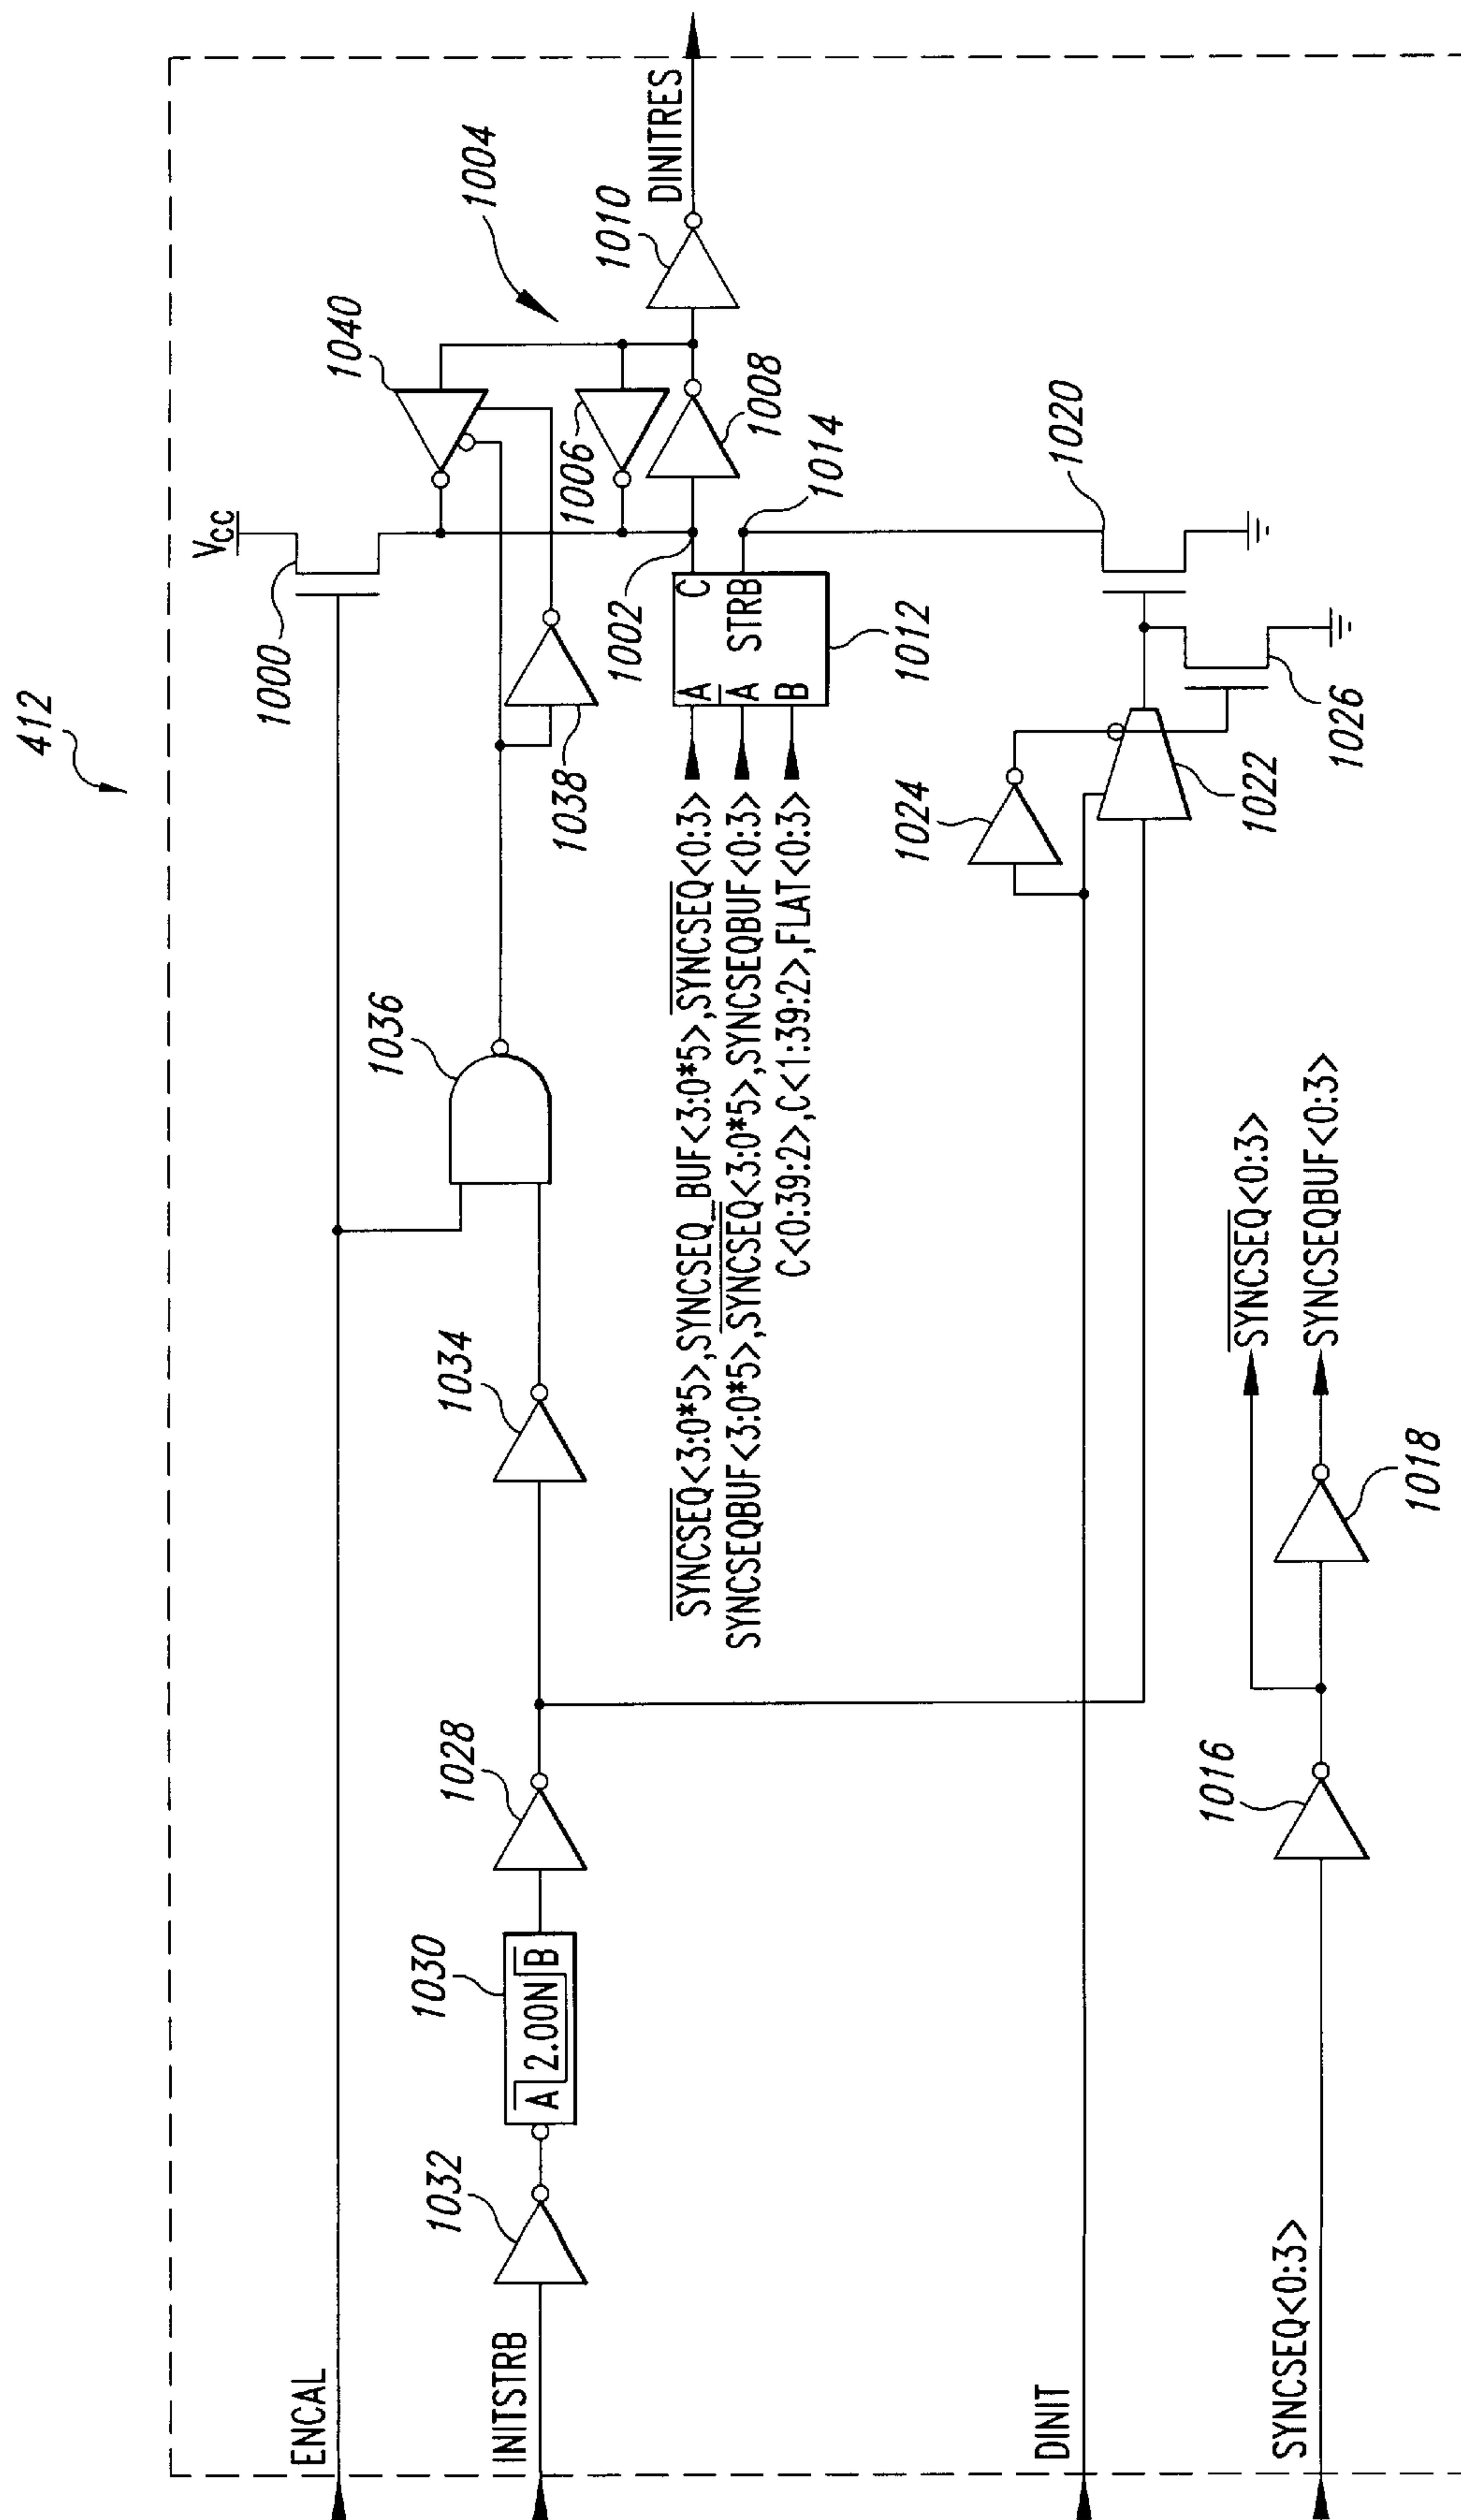 412
Vcc
1000
ENCAL
1040
1036
1004
1032
1030
1028
1034
INITSTRB
A 2.00N B
1038
1006
1010
1002
DINITRES
SYNCSEQ<3:0*5>,SYNCSEQ_BUF<3:0*5>,SYNCSEQ<0:3>
A C
SYNCSEQBUF<3:0*5>,SYNCSEQ<3:0*5>,SYNCSEQBUF<0:3>
A STRB
C<0:39:2>,C<1:39:2>,FLAT<0:3>
B
1008
1014
1012
1024
1020
DINIT
1016
1022
SYNCSEQ<0:3>
1026
SYNCSEQ<0:3>
SYNCSEQBUF<0:3>
1018